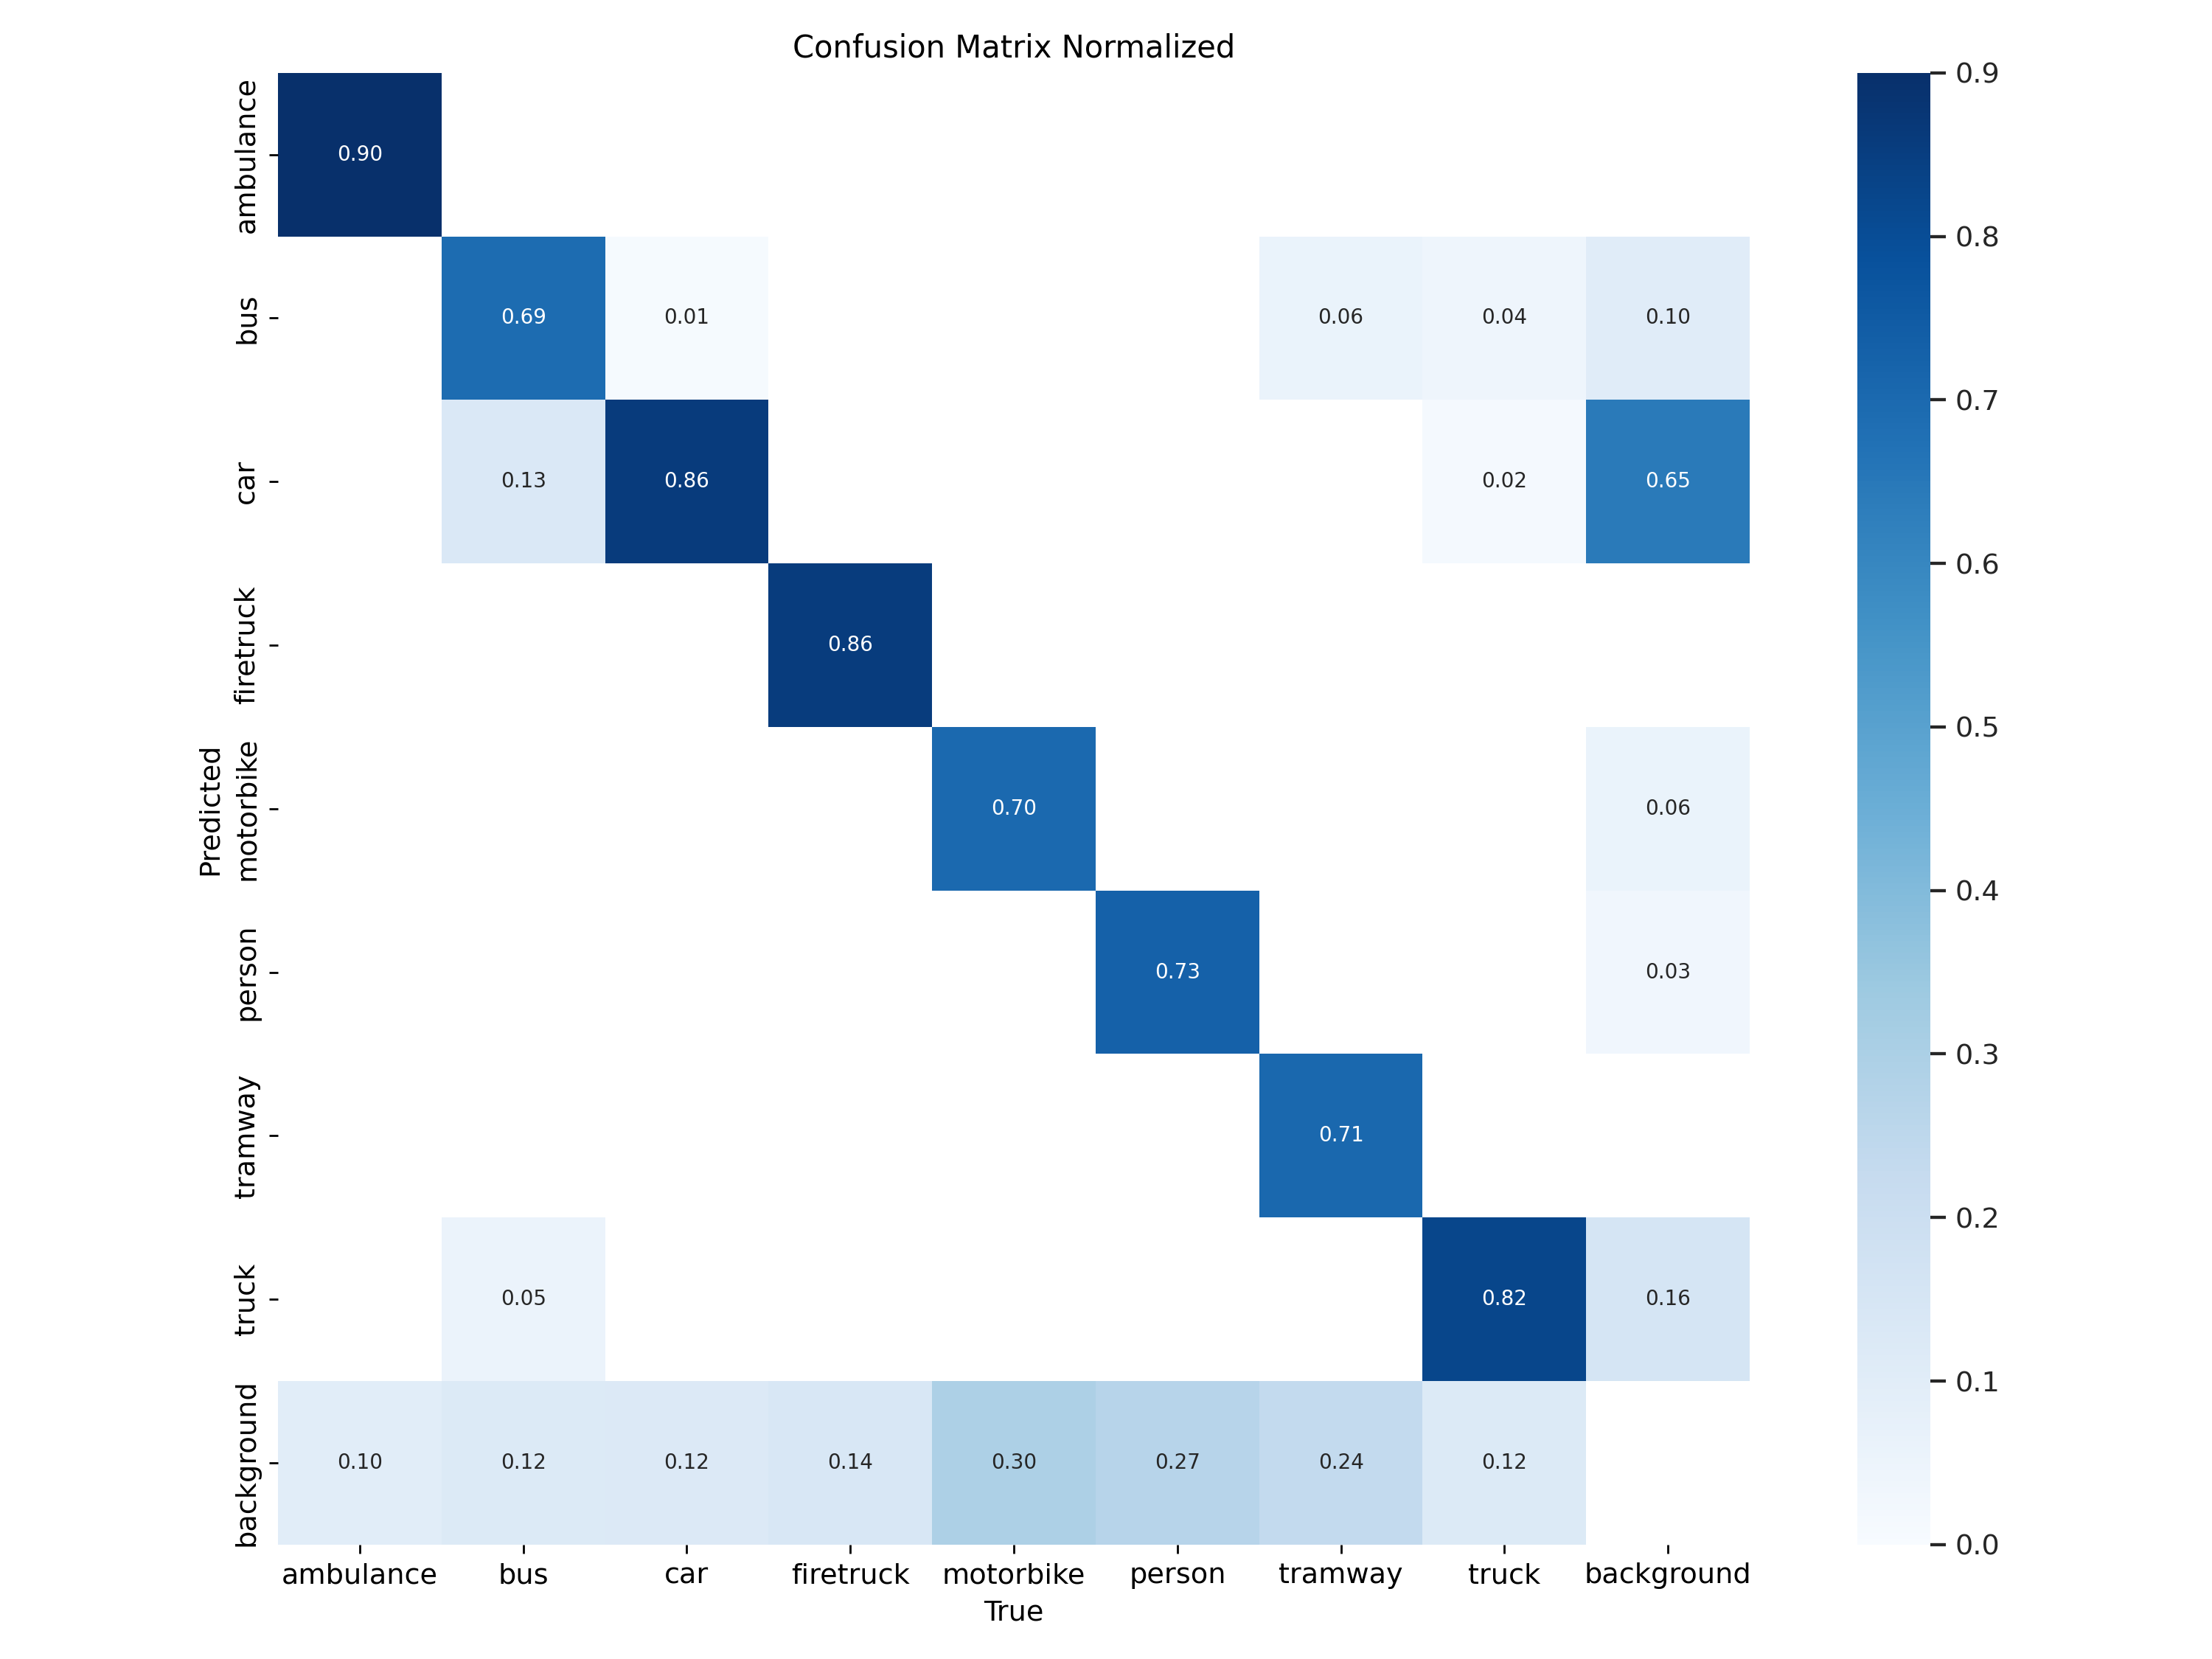 Confusion Matrix Normalized
ambulance
0.90
bus
0.69 0.01 0.06 0.04 0.10
car
0.13 0.86 0.02 0.65
firetruck
0.86
motorbike
0.70 0.06
person
0.73 0.03
tramway
0.71
truck
0.05 0.82 0.16
background
0.10 0.12 0.12 0.14 0.30 0.27 0.24 0.12
Predicted
ambulance bus car firetruck motorbike person tramway truck background
True
0.9
0.8
0.7
0.6
0.5
0.4
0.3
0.2
0.1
0.0